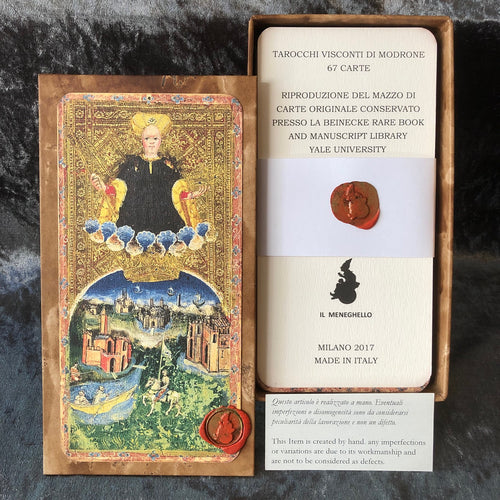 TAROCCHI VISCONTI DI MODRONE
67 CARTE
RIPRODUZIONE DEL MAZZO DI
CARTE ORIGINALE CONSERVATO
PRESSO LA BEINECKE RARE BOOK
AND MANUSCRIPT LIBRARY
YALE UNIVERSITY
IL MENEGHELLO
MILANO 2017
MADE IN ITALY
Questo articolo è realizzato a mano. Eventuali
imperfezioni o disomogeneità sono da considerarsi
peculiarità della lavorazione e non un difetto.
This Item is created by hand. any imperfections
or variations are due to its workmanship and
are not to be considered as defects.